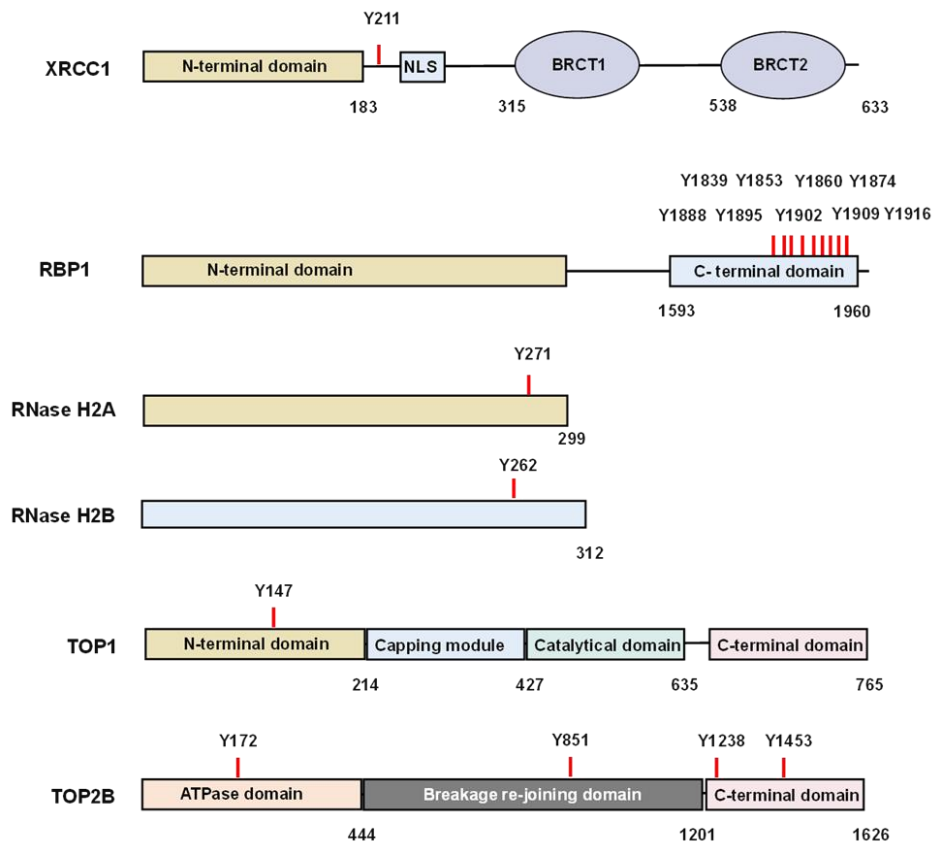 Y211
XRCC1 N-terminal domain NLS BRCT1 BRCT2
183 315 538 633
Y1839 Y1853 Y1860 Y1874
Y1888 Y1895 Y1902 Y1909 Y1916
RBP1 N-terminal domain C- terminal domain
1593 1960
Y271
RNase H2A
299
Y262
RNase H2B
312
Y147
TOP1 N-terminal domain Capping module Catalytical domain C-terminal domain
214 427 635 765
Y172 Y851 Y1238 Y1453
TOP2B ATPase domain Breakage re-joining domain C-terminal domain
444 1201 1626